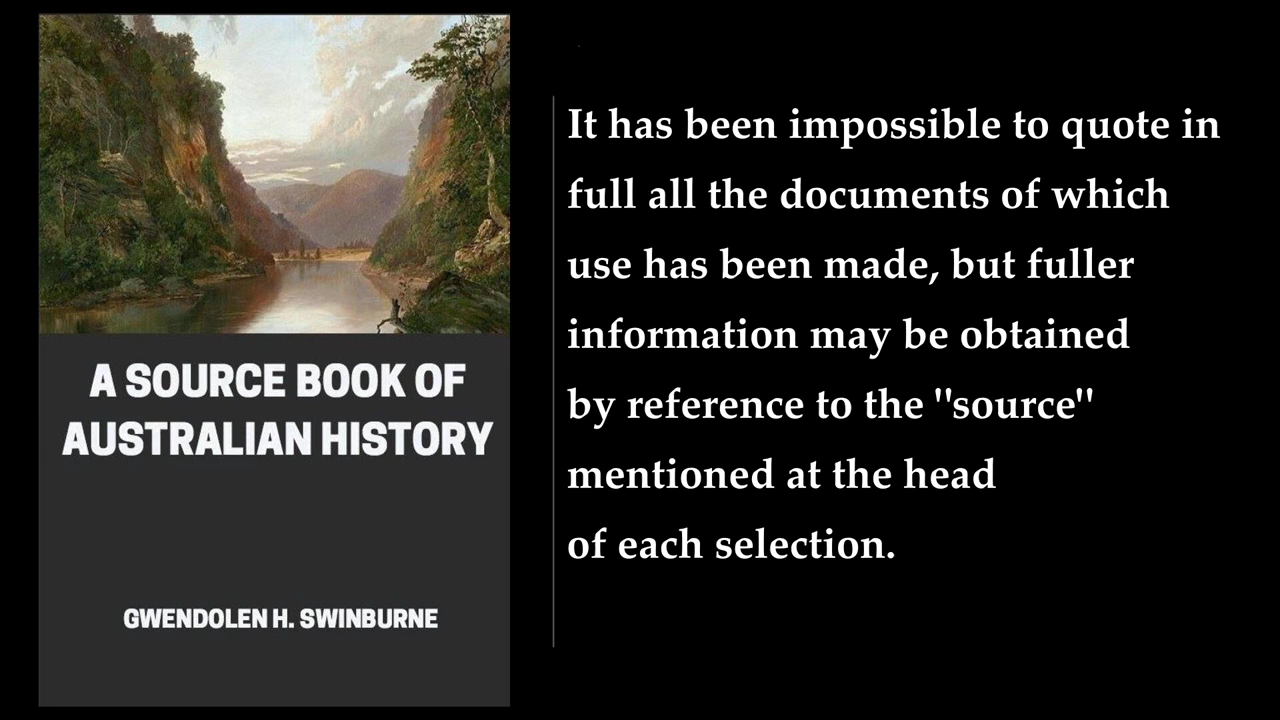 A SOURCE BOOK OF
AUSTRALIAN HISTORY
GWENDOLEN H. SWINBURNE
It has been impossible to quote in
full all the documents of which
use has been made, but fuller
information may be obtained
by reference to the "source"
mentioned at the head
of each selection.